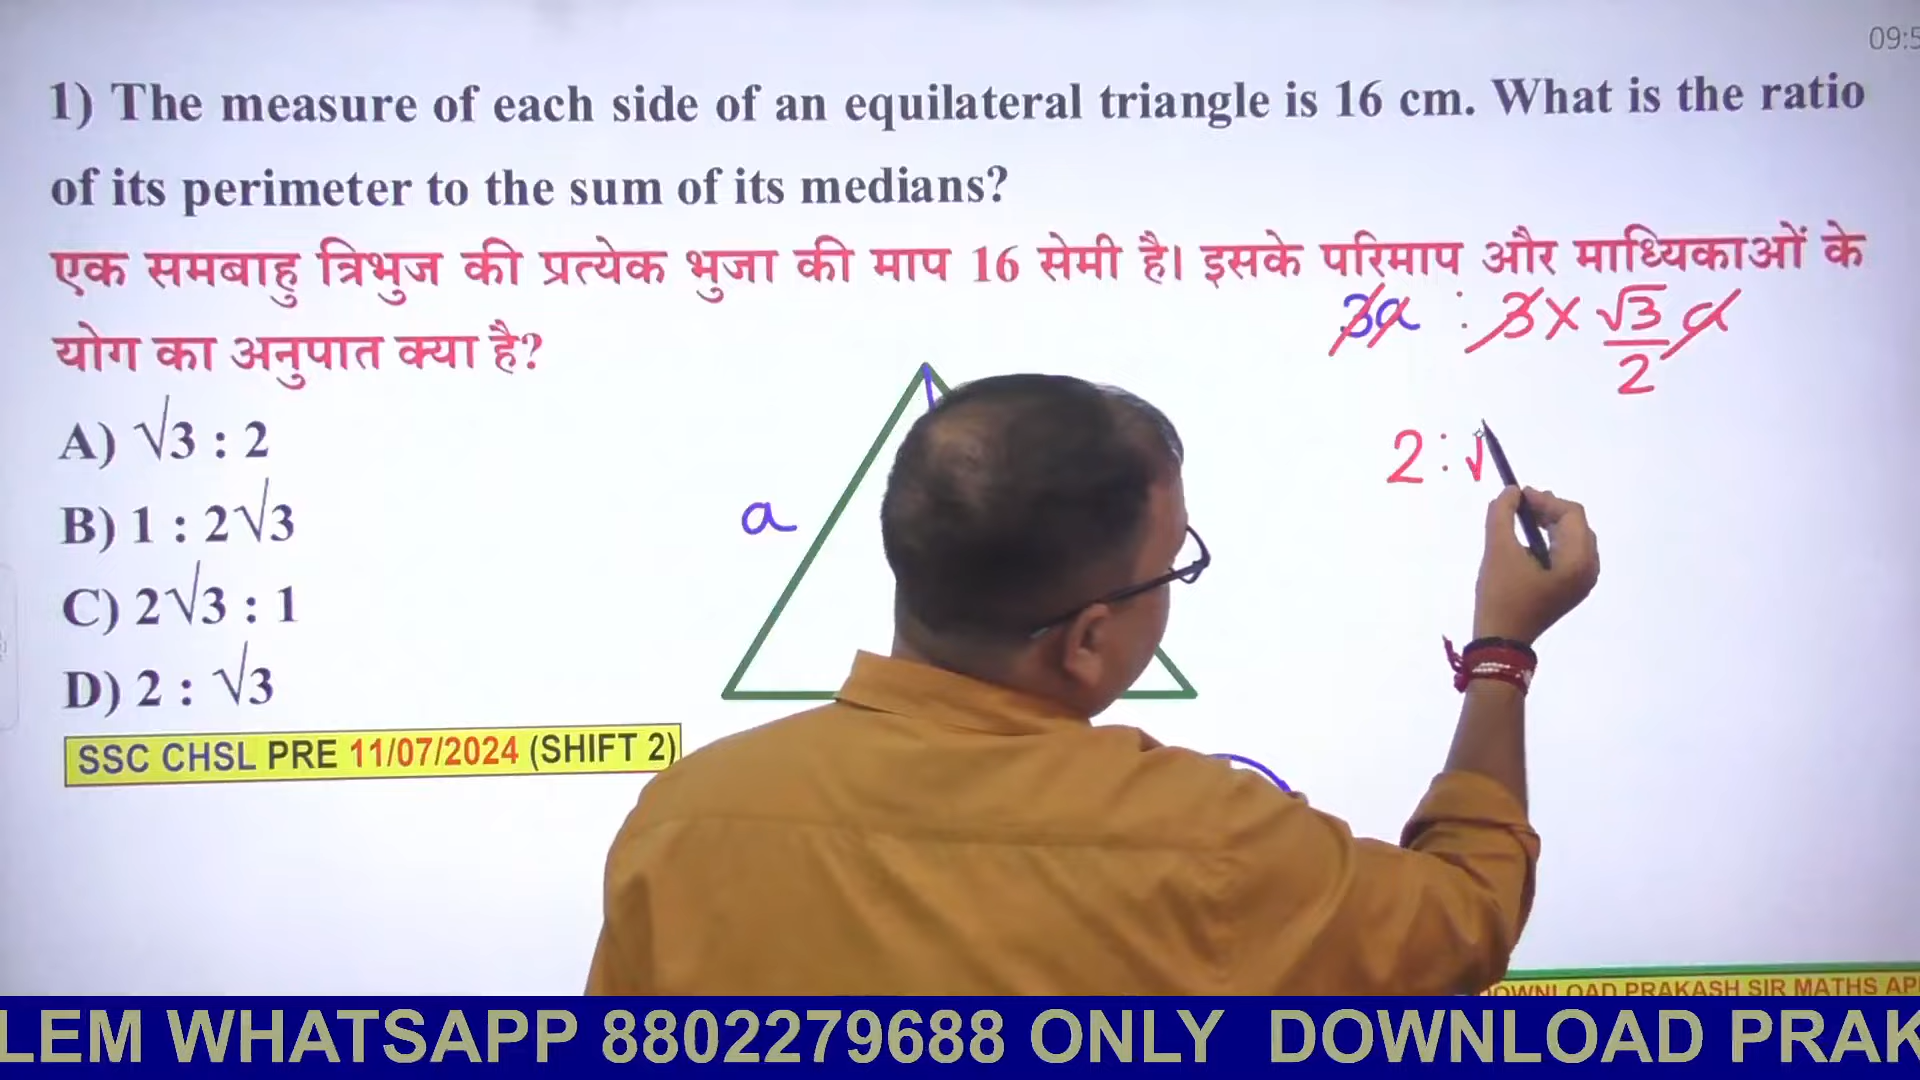 09:5
1) The measure of each side of an equilateral triangle is 16 cm. What is the ratio
of its perimeter to the sum of its medians?
एक समबाहु त्रिभुज की प्रत्येक भुजा की माप 16 सेमी है। इसके परिमाप और माध्यिकाओं के
योग का अनुपात क्या है?
3a : 3 × √3/2 a
A) √3 : 2
B) 1 : 2√3
C) 2√3 : 1
D) 2 : √3
2 : √
a
SSC CHSL PRE 11/07/2024 (SHIFT 2)
DOWNLOAD PRAKASH SIR MATHS AP
LEM WHATSAPP 8802279688 ONLY DOWNLOAD PRAK